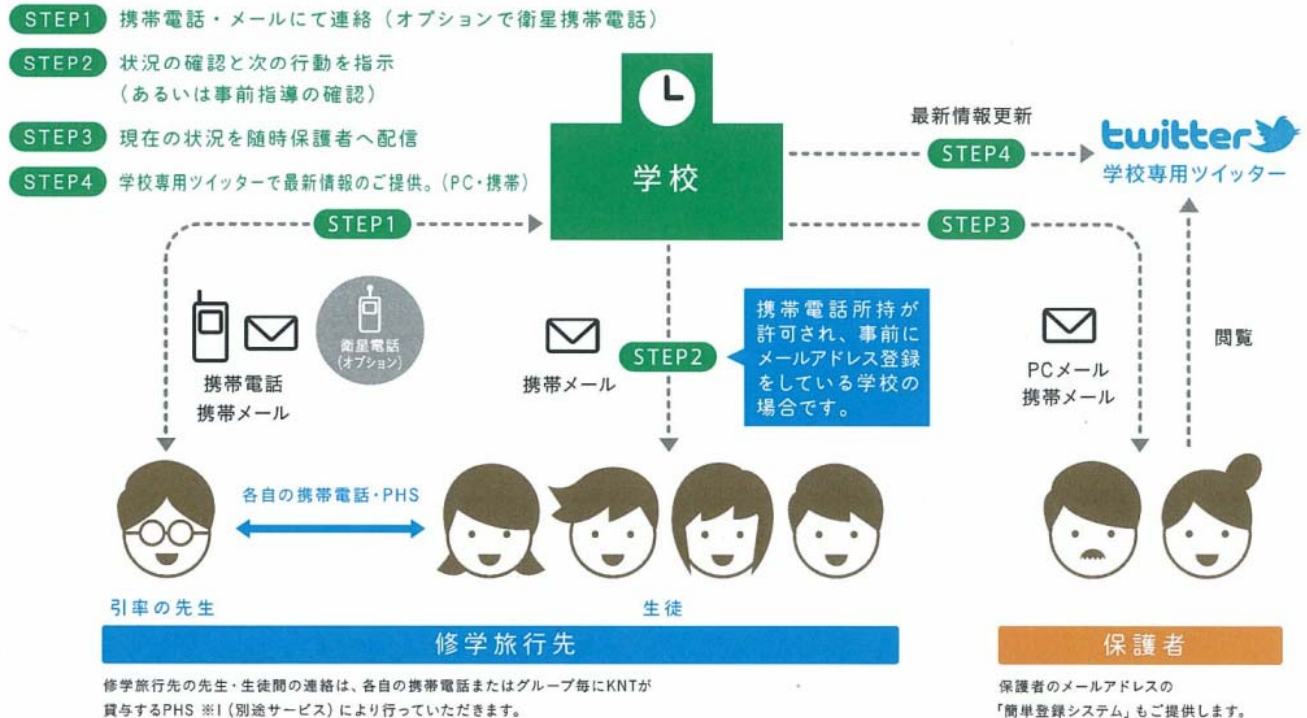 STEP1 携帯電話・メールにて連絡（オプションで衛星携帯電話）
STEP2 状況の確認と次の行動を指示
（あるいは事前指導の確認）
STEP3 現在の状況を随時保護者へ配信
STEP4 学校専用ツイッターで最新情報のご提供。（PC・携帯）
学校
最新情報更新
STEP4
twitter
学校専用ツイッター
STEP1
STEP3
衛星電話
（オプション）
携帯電話
携帯メール
携帯メール
STEP2
携帯電話所持が
許可され、事前に
メールアドレス登録
をしている学校の
場合です。
PCメール
携帯メール
閲覧
各自の携帯電話・PHS
引率の先生
生徒
修学旅行先
保護者
修学旅行先の先生・生徒間の連絡は、各自の携帯電話またはグループ毎にKNTが
貸与するPHS ※1（別途サービス）により行っていただきます。
保護者のメールアドレスの
「簡単登録システム」もご提供します。